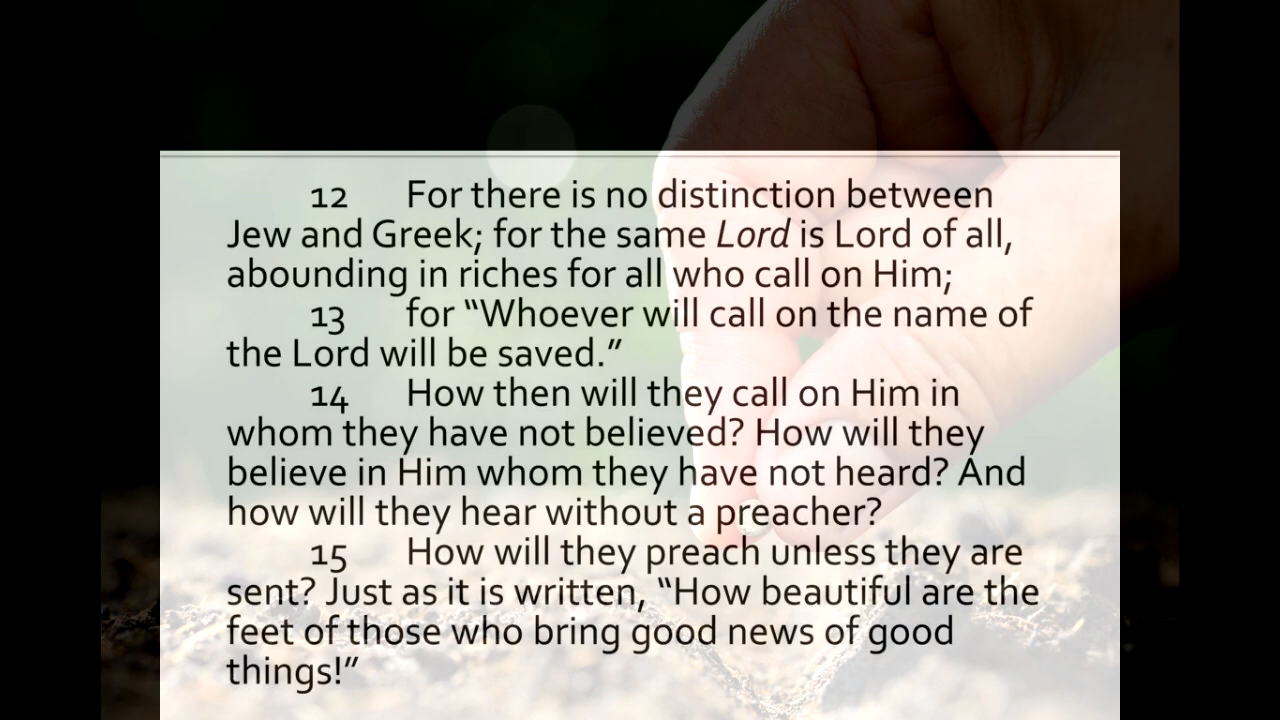 12 For there is no distinction between
Jew and Greek; for the same Lord is Lord of all,
abounding in riches for all who call on Him;
13 for “Whoever will call on the name of
the Lord will be saved.”
14 How then will they call on Him in
whom they have not believed? How will they
believe in Him whom they have not heard? And
how will they hear without a preacher?
15 How will they preach unless they are
sent? Just as it is written, “How beautiful are the
feet of those who bring good news of good
things!”